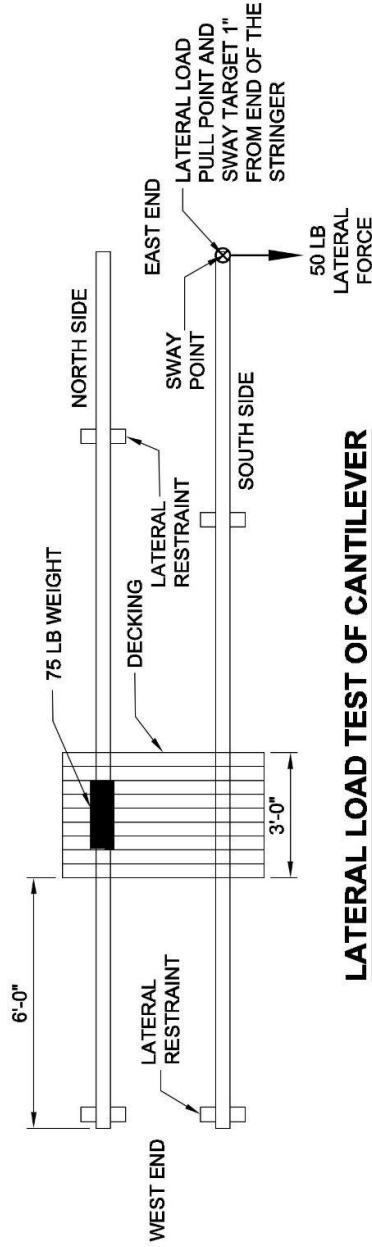 6'-0"
75 LB WEIGHT
NORTH SIDE
EAST END
LATERAL LOAD
PULL POINT AND
SWAY TARGET 1"
FROM END OF THE
STRINGER
DECKING
LATERAL
RESTRAINT
SWAY
POINT
WEST END
LATERAL
RESTRAINT
3'-0"
SOUTH SIDE
50 LB
LATERAL
FORCE
LATERAL LOAD TEST OF CANTILEVER